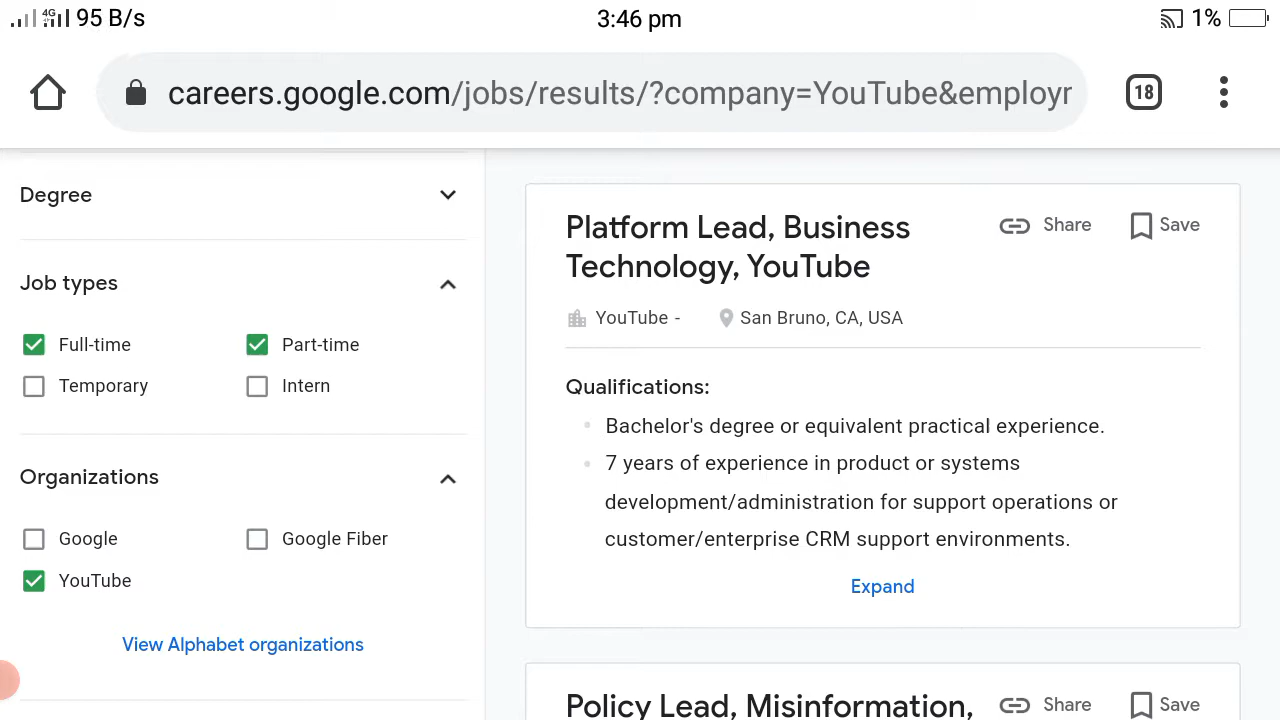 4G 95 B/s 3:46 pm 1%
careers.google.com/jobs/results/?company=YouTube&employr 18
Degree
Job types
Full-time Part-time
Temporary Intern
Organizations
Google Google Fiber
YouTube
View Alphabet organizations
Platform Lead, Business
Technology, YouTube
Share Save
YouTube - San Bruno, CA, USA
Qualifications:
Bachelor's degree or equivalent practical experience.
7 years of experience in product or systems
development/administration for support operations or
customer/enterprise CRM support environments.
Expand
Policy Lead, Misinformation,
Share Save